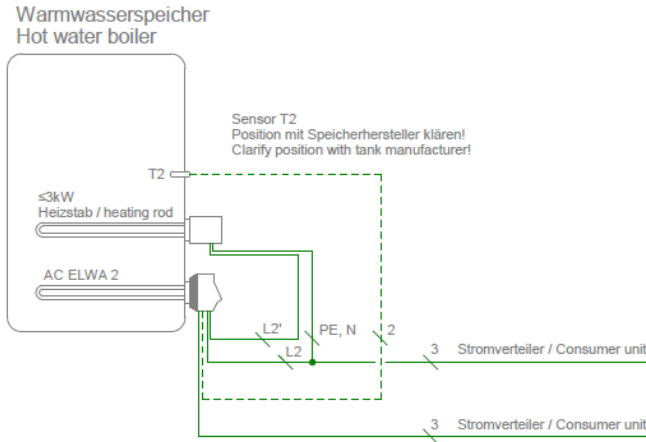 Warmwasserspeicher
Hot water boiler
Sensor T2
Position mit Speicherhersteller klären!
Clarify position with tank manufacturer!
T2
≤3kW
Heizstab / heating rod
AC ELWA 2
L2' PE, N 2
L2 3 Stromverteiler / Consumer unit
3 Stromverteiler / Consumer unit